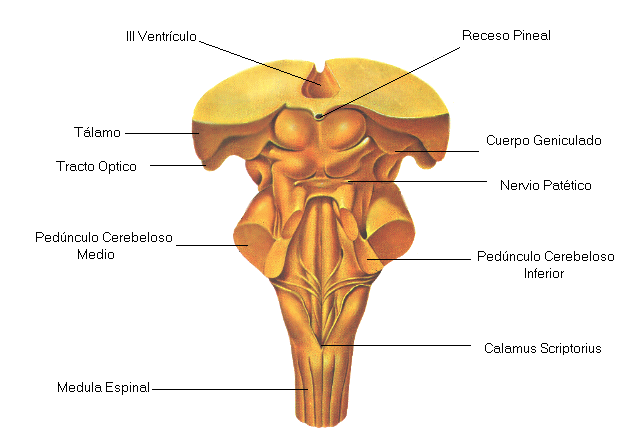 III Ventrículo
Receso Pineal
Tálamo
Cuerpo Geniculado
Tracto Optico
Nervio Patético
Pedúnculo Cerebeloso
Medio
Pedúnculo Cerebeloso
Inferior
Calamus Scriptorius
Medula Espinal